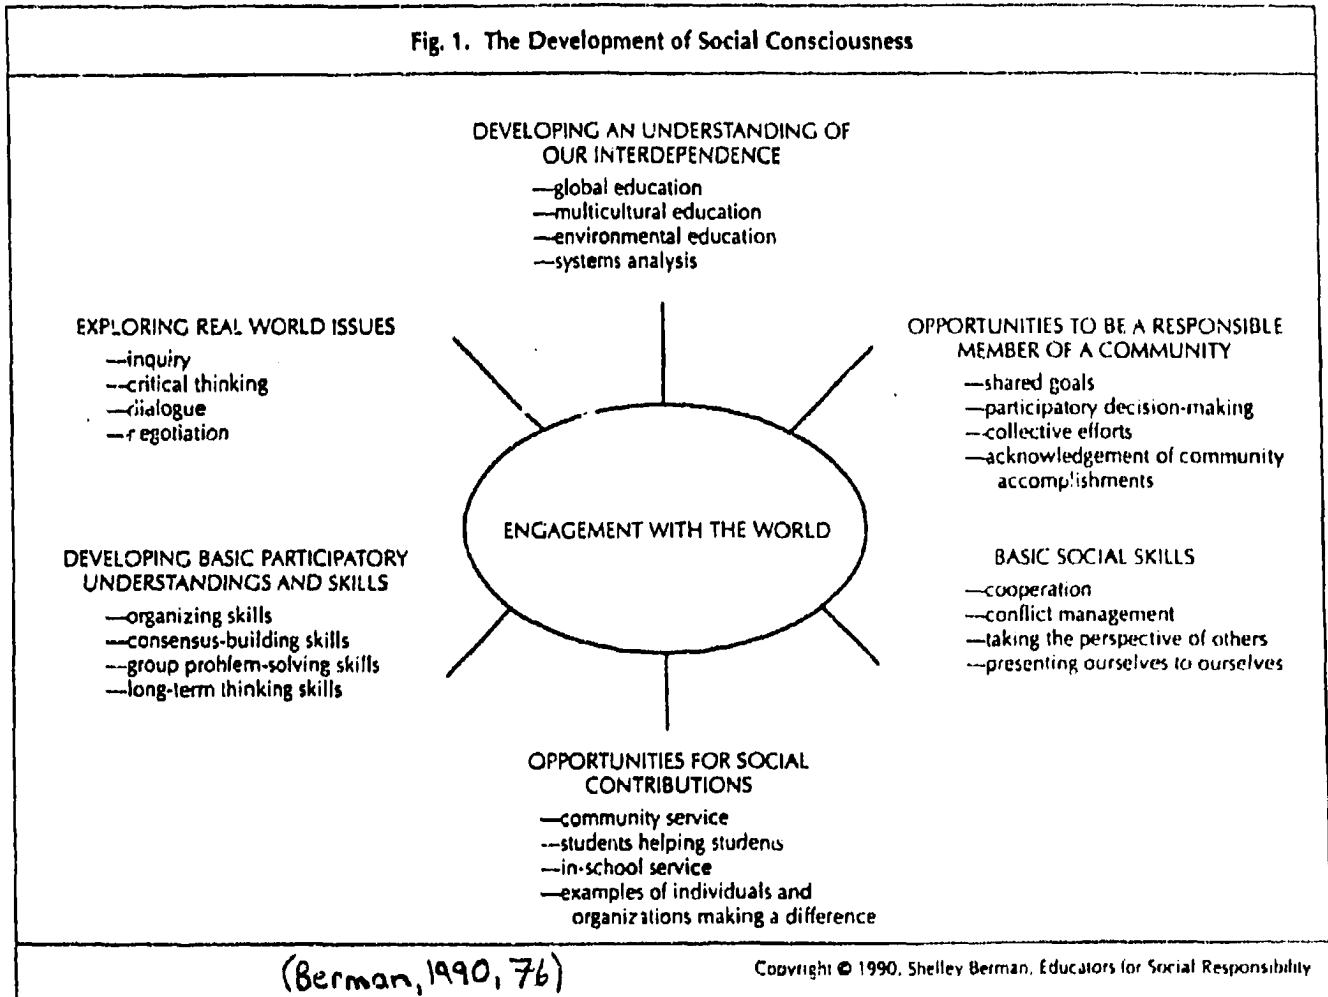 Fig. 1. The Development of Social Consciousness
DEVELOPING AN UNDERSTANDING OF
OUR INTERDEPENDENCE
—global education
—multicultural education
—environmental education
—systems analysis
EXPLORING REAL WORLD ISSUES
—inquiry
—critical thinking
—dialogue
—negotiation
OPPORTUNITIES TO BE A RESPONSIBLE
MEMBER OF A COMMUNITY
—shared goals
—participatory decision-making
—collective efforts
—acknowledgement of community
accomplishments
ENGAGEMENT WITH THE WORLD
DEVELOPING BASIC PARTICIPATORY
UNDERSTANDINGS AND SKILLS
—organizing skills
—consensus-building skills
—group problem-solving skills
—long-term thinking skills
BASIC SOCIAL SKILLS
—cooperation
—conflict management
—taking the perspective of others
—presenting ourselves to ourselves
OPPORTUNITIES FOR SOCIAL
CONTRIBUTIONS
—community service
—students helping students
—in-school service
—examples of individuals and
organizations making a difference
(Berman, 1990, 76)
Copyright © 1990, Shelley Berman, Educators for Social Responsibility